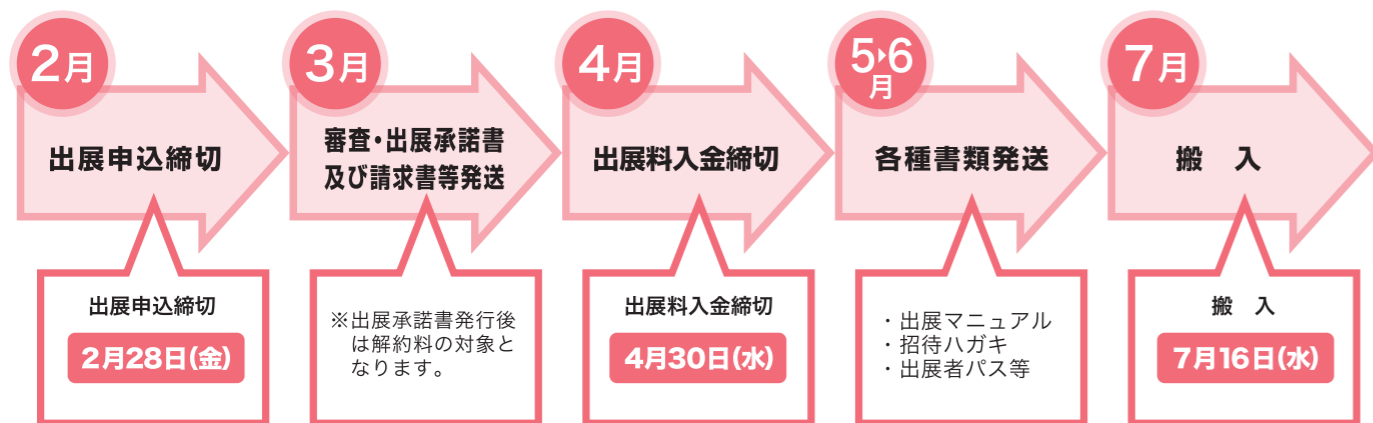 2月
出展申込締切
出展申込締切
2月28日(金)
3月
審査・出展承諾書
及び請求書等発送
※出展承諾書発行後
は解約料の対象と
なります。
4月
出展料入金締切
出展料入金締切
4月30日(水)
5▸6
月
各種書類発送
・出展マニュアル
・招待ハガキ
・出展者パス等
7月
搬　入
搬　入
7月16日(水)